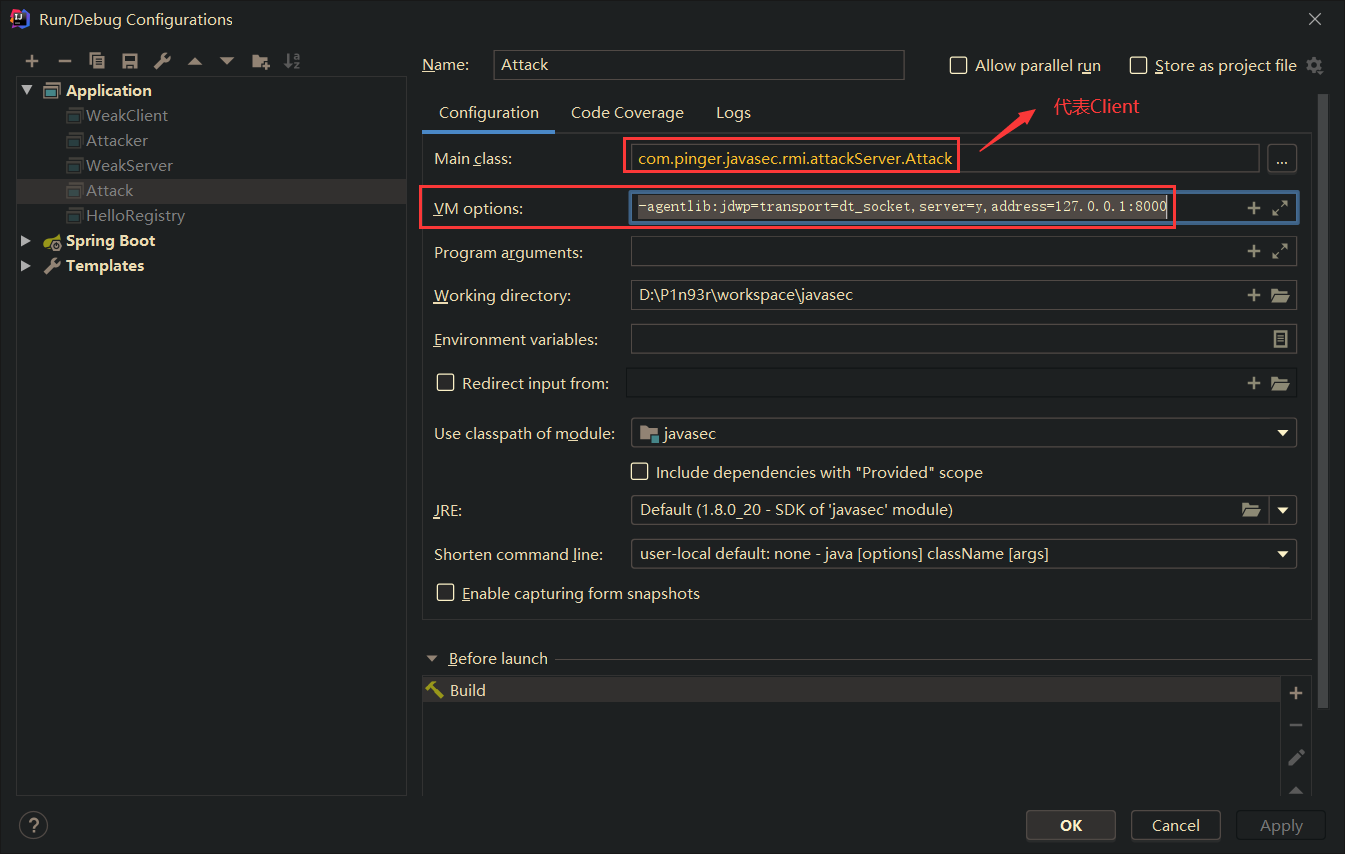 Run/Debug Configurations
Name:
Attack
Allow parallel run
Store as project file
Application
WeakClient
Attacker
WeakServer
Attack
HelloRegistry
Spring Boot
Templates
Configuration
Code Coverage
Logs
代表Client
Main class:
com.pinger.javasec.rmi.attackServer.Attack
...
VM options:
-agentlib:jdwp=transport=dt_socket,server=y,address=127.0.0.1:8000
Program arguments:
Working directory:
D:\P1n93r\workspace\javasec
Environment variables:
Redirect input from:
Use classpath of module:
javasec
Include dependencies with "Provided" scope
JRE:
Default (1.8.0_20 - SDK of 'javasec' module)
Shorten command line:
user-local default: none - java [options] className [args]
Enable capturing form snapshots
Before launch
Build
?
OK
Cancel
Apply